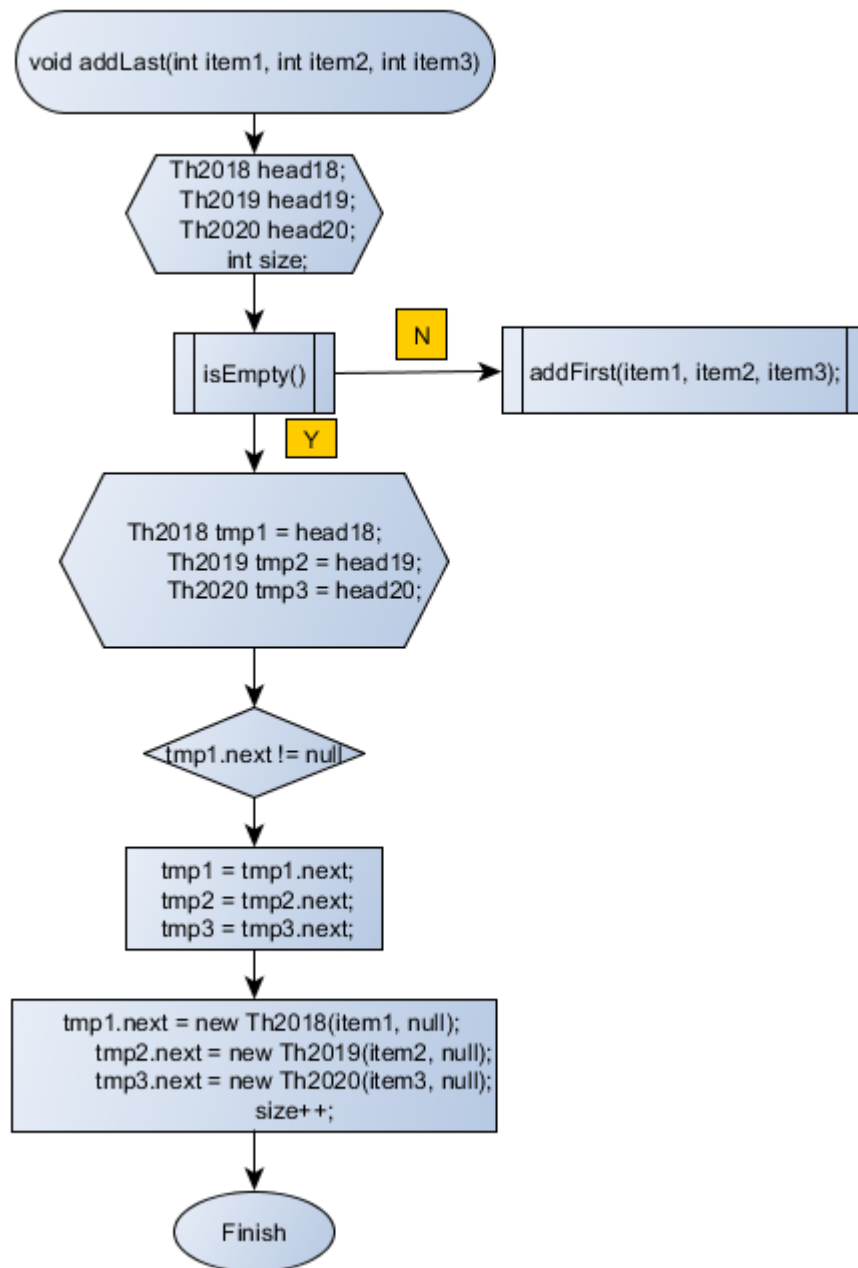 void addLast(int item1, int item2, int item3)
Th2018 head18;
Th2019 head19;
Th2020 head20;
int size;
isEmpty()
N
addFirst(item1, item2, item3);
Y
Th2018 tmp1 = head18;
Th2019 tmp2 = head19;
Th2020 tmp3 = head20;
tmp1.next != null
tmp1 = tmp1.next;
tmp2 = tmp2.next;
tmp3 = tmp3.next;
tmp1.next = new Th2018(item1, null);
tmp2.next = new Th2019(item2, null);
tmp3.next = new Th2020(item3, null);
size++;
Finish